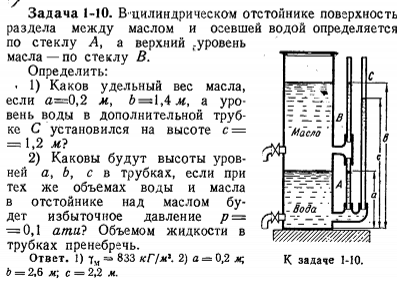 Задача 1-10. В цилиндрическом отстойнике поверхность
раздела между маслом и осевшей водой определяется
по стеклу A, а верхний уровень
масла — по стеклу B.
Определить:
1) Каков удельный вес масла,
если a=0,2 м, b=1,4 м, а уро-
вень воды в дополнительной труб-
ке C установился на высоте c=
= 1,2 м?
2) Каковы будут высоты уров-
ней a, b, c в трубках, если при
тех же объемах воды и масла
в отстойнике над маслом бу-
дет избыточное давление p=
=0,1 ати? Объемом жидкости в
трубках пренебречь.
Ответ. 1) γм = 833 кГ/м³. 2) a = 0,2 м;
b = 2,6 м; c = 2,2 м.
C
B
Масло
A
Вода
a
c
B
К задаче 1-10.